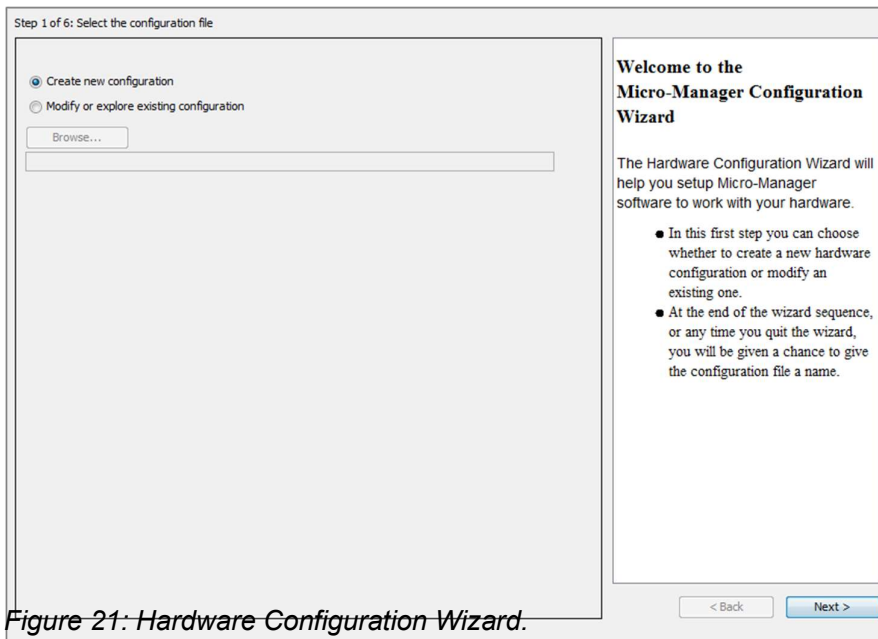 Step 1 of 6: Select the configuration file
Create new configuration
Modify or explore existing configuration
Browse...
Welcome to the
Micro-Manager Configuration
Wizard
The Hardware Configuration Wizard will
help you setup Micro-Manager
software to work with your hardware.
In this first step you can choose
whether to create a new hardware
configuration or modify an
existing one.
At the end of the wizard sequence,
or any time you quit the wizard,
you will be given a chance to give
the configuration file a name.
< Back
Next >
Figure 21: Hardware Configuration Wizard.